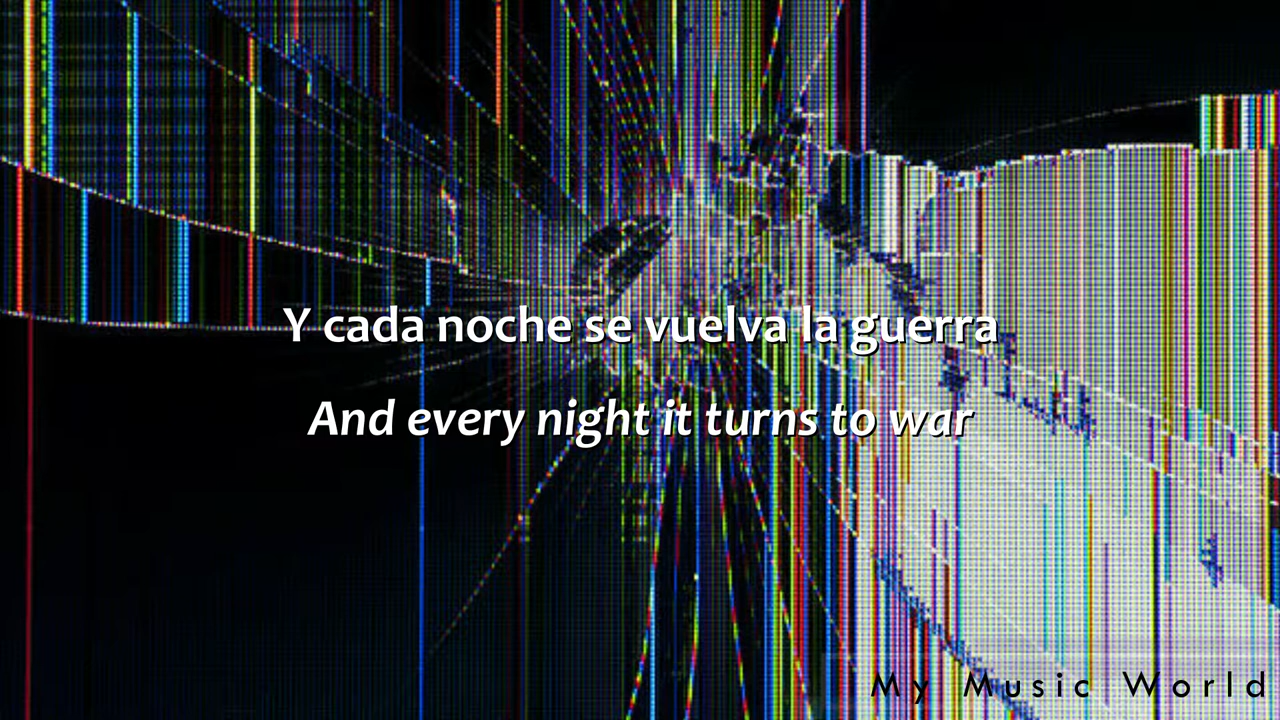 Y cada noche se vuelva la guerra
And every night it turns to war
My Music World